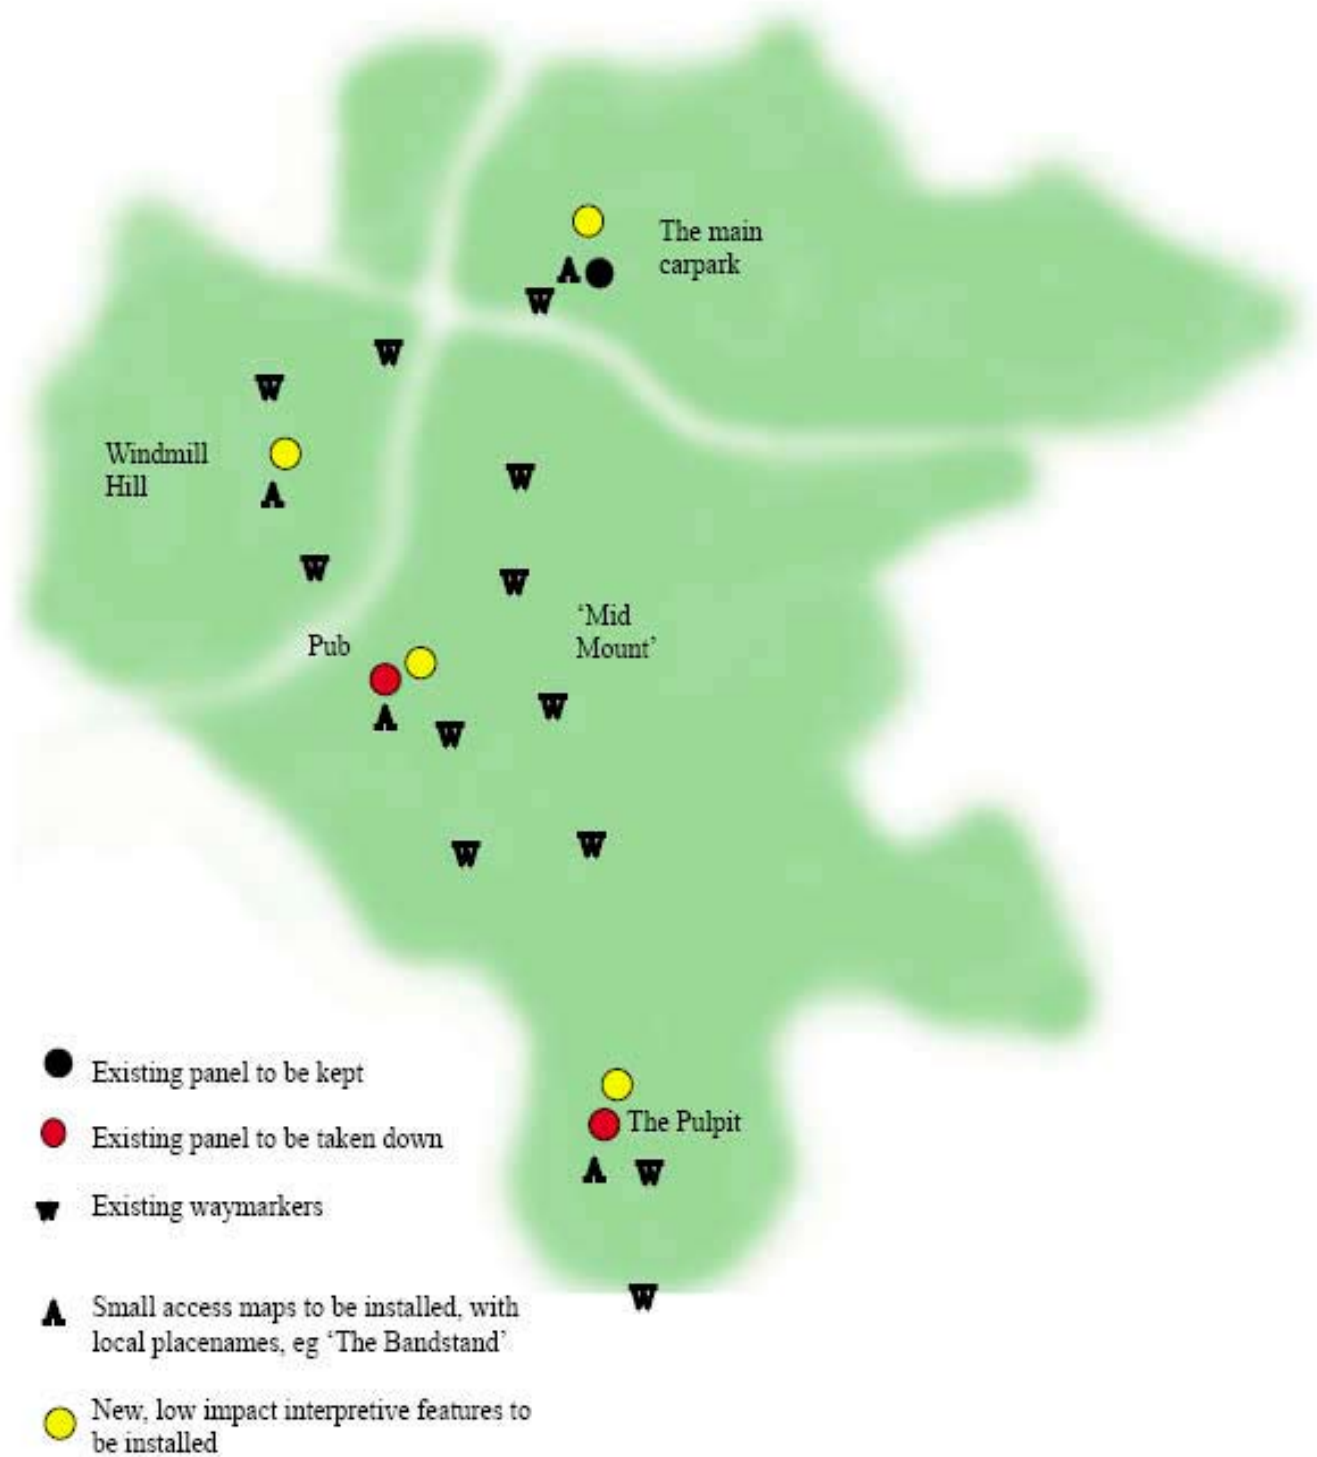 The main
carpark
A
W
W
W
Windmill
Hill
A
W
W
W
'Mid
Mount'
Pub
A
W
W
W
W
The Pulpit
A
W
W
Existing panel to be kept
Existing panel to be taken down
W Existing waymarkers
A Small access maps to be installed, with
local placenames, eg 'The Bandstand'
New, low impact interpretive features to
be installed